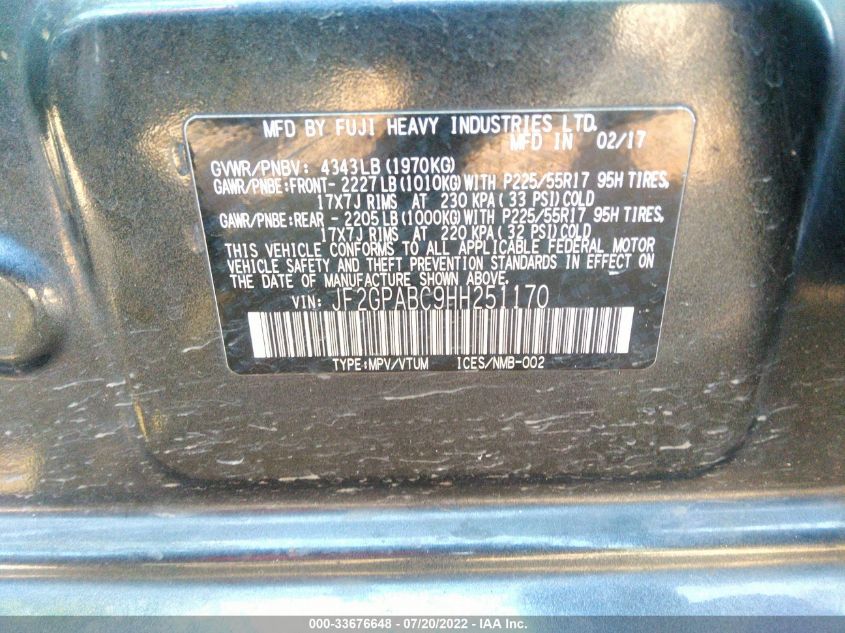 MFD BY FUJI HEAVY INDUSTRIES LTD.
MFD IN 02/17
GVWR/PNBV: 4343LB (1970KG)
GAWR/PNBE:FRONT- 2227LB(1010KG)WITH P225/55R17 95H TIRES,
17X7J RIMS AT 230 KPA(33 PSI)COLD
GAWR/PNBE:REAR - 2205LB(1000KG)WITH P225/55R17 95H TIRES,
17X7J RIMS AT 220 KPA(32 PSI)COLD
THIS VEHICLE CONFORMS TO ALL APPLICABLE FEDERAL MOTOR
VEHICLE SAFETY AND THEFT PREVENTION STANDARDS IN EFFECT ON
THE DATE OF MANUFACTURE SHOWN ABOVE.
VIN: JF2GPABC9HH251170
TYPE:MPV/VTUM ICES/NMB-002
000-33676648 - 07/20/2022 - IAA Inc.